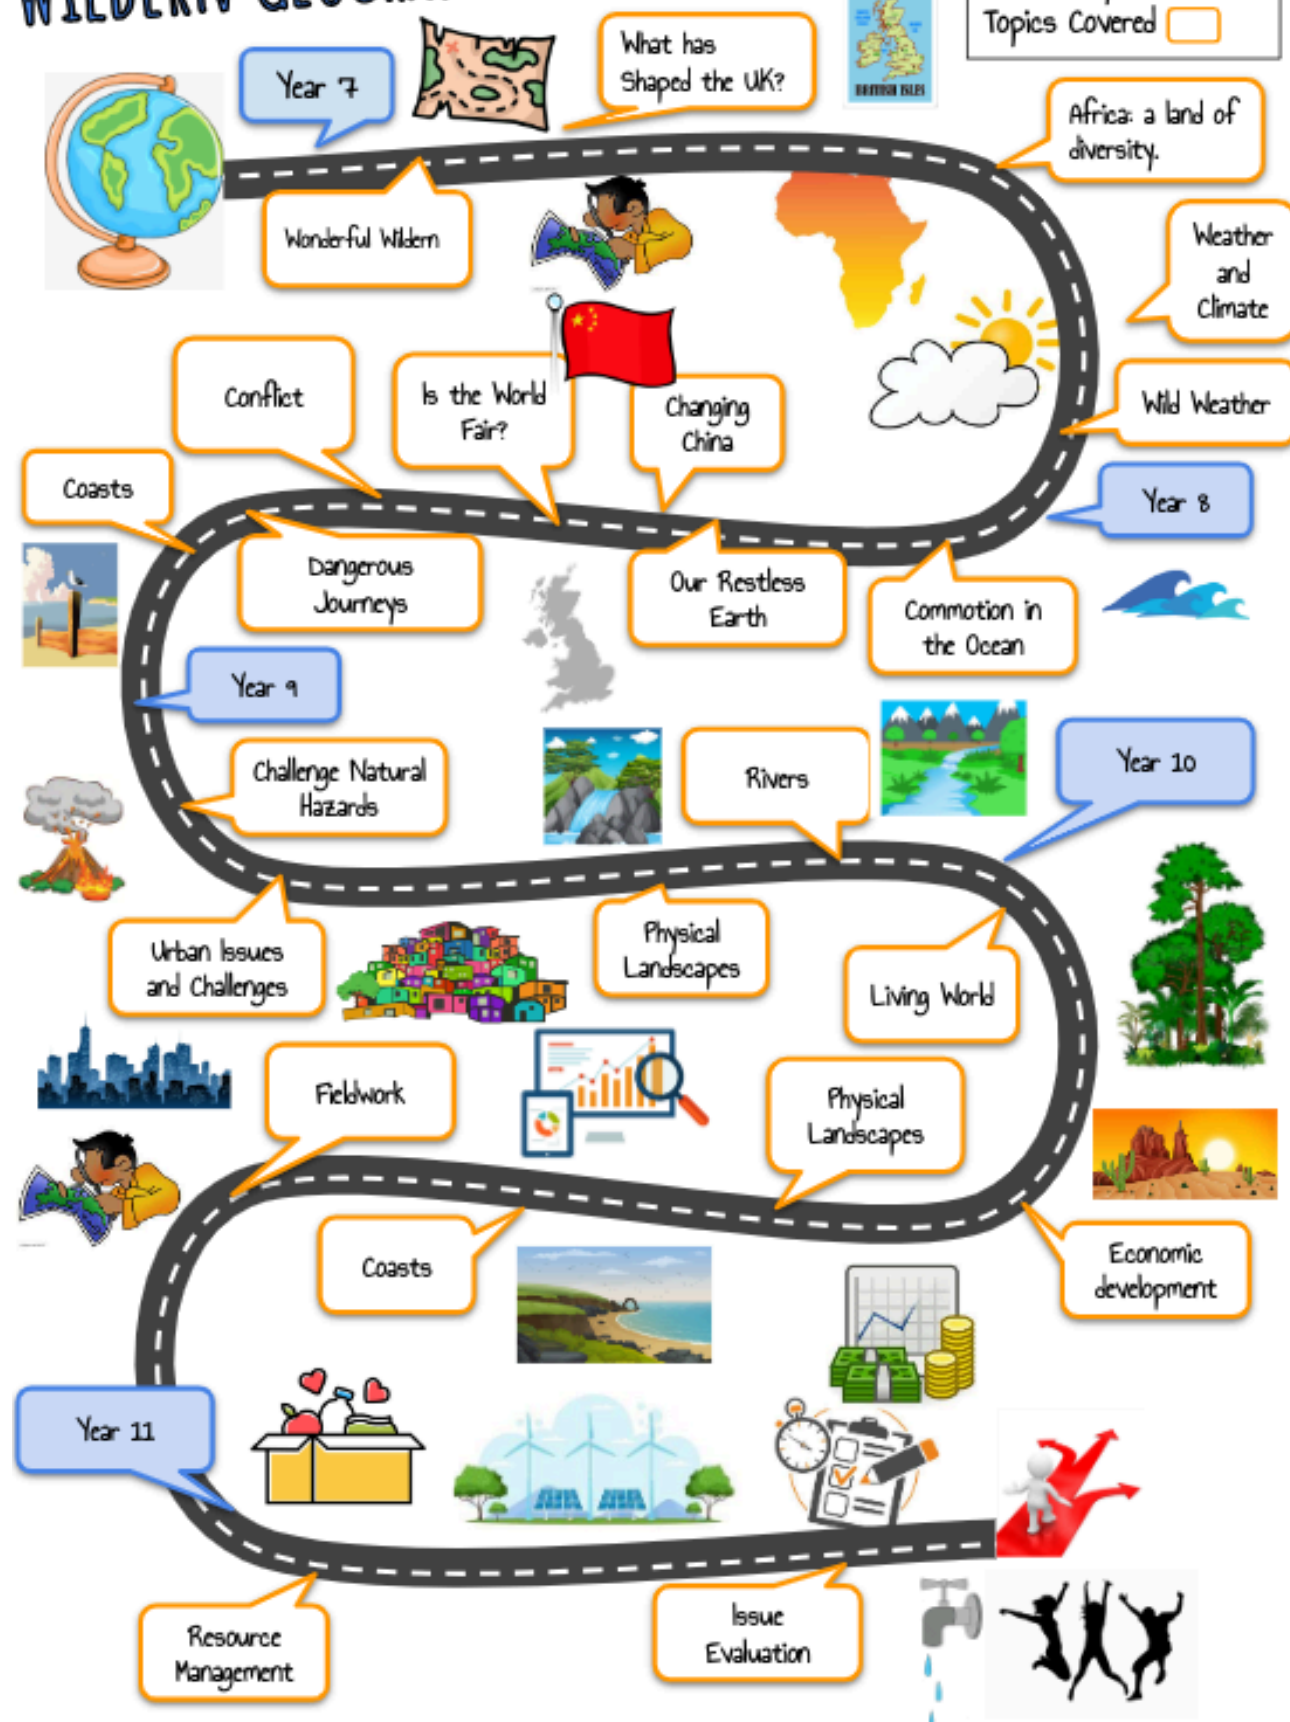 WILDERN
Topics Covered
Year 7
What has
Shaped the UK?
BRITISH ISLES
Africa: a land of
diversity.
Wonderful Wildern
Weather
and
Climate
Wild Weather
Conflict
Is the World
Fair?
Changing
China
Coasts
Year 8
Dangerous
Journeys
Our Restless
Earth
Commotion in
the Ocean
Year 9
Challenge Natural
Hazards
Rivers
Year 10
Urban Issues
and Challenges
Physical
Landscapes
Living World
Fieldwork
Physical
Landscapes
Coasts
Economic
development
Year 11
Resource
Management
Issue
Evaluation